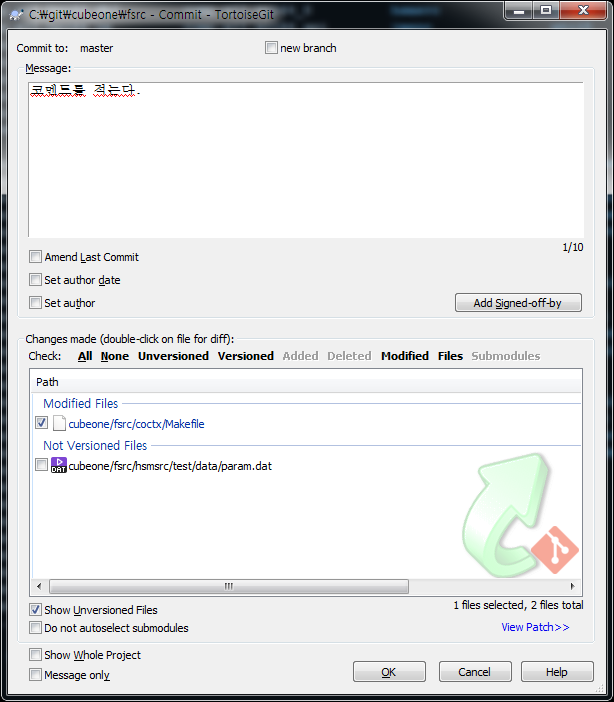 C:₩git₩cubeone₩fsrc - Commit - TortoiseGit
Commit to: master new branch
Message:
코멘트를 적는다.
1/10
Amend Last Commit
Set author date
Set author
Add Signed-off-by
Changes made (double-click on file for diff):
Check: All None Unversioned Versioned Added Deleted Modified Files Submodules
Path
Modified Files
cubeone/fsrc/coctx/Makefile
Not Versioned Files
DAT cubeone/fsrc/hsmsrc/test/data/param.dat
Show Unversioned Files
1 files selected, 2 files total
Do not autoselect submodules
View Patch>>
Show Whole Project
Message only
OK Cancel Help